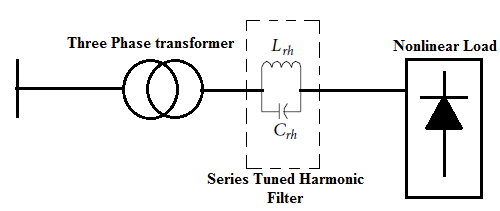 Three Phase transformer
L_rh
Nonlinear Load
C_rh
Series Tuned Harmonic
Filter